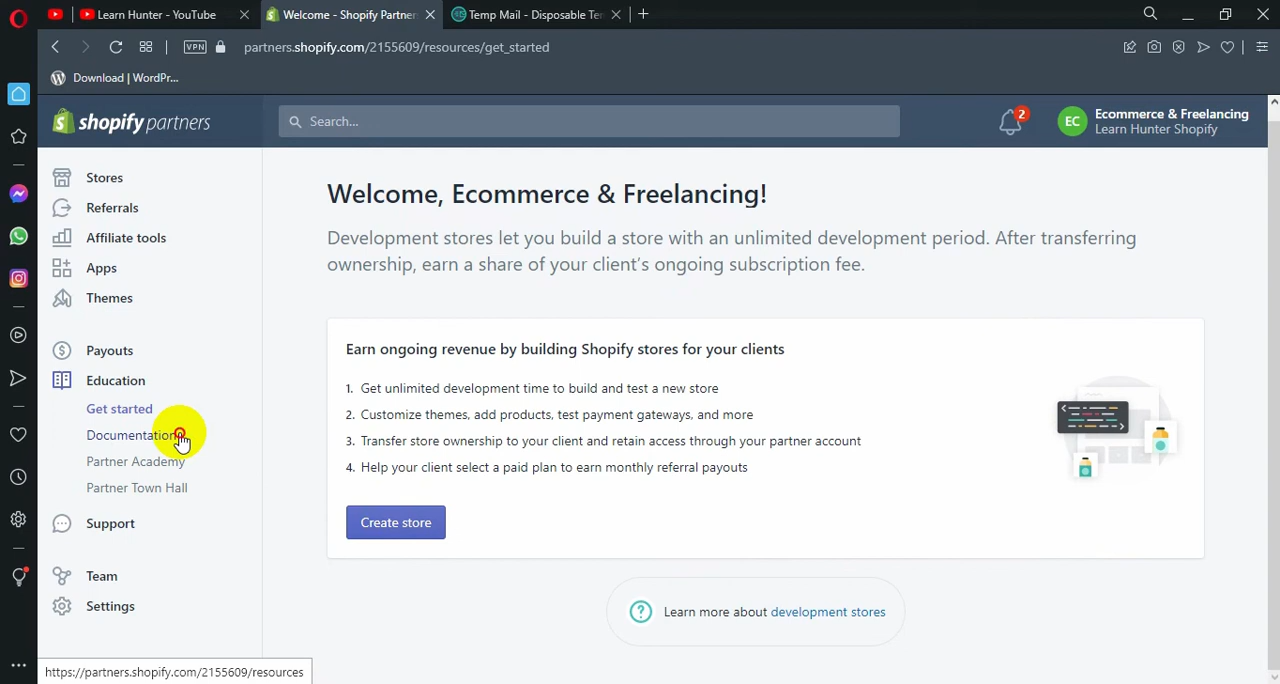 Learn Hunter - YouTube
Welcome - Shopify Partner
Temp Mail - Disposable Te
VPN
partners.shopify.com/2155609/resources/get_started
Download | WordPr...
shopify partners
Search...
2
EC
Ecommerce & Freelancing
Learn Hunter Shopify
Stores
Referrals
Affiliate tools
Apps
Themes
Payouts
Education
Get started
Documentation
Partner Academy
Partner Town Hall
Support
Team
Settings
Welcome, Ecommerce & Freelancing!
Development stores let you build a store with an unlimited development period. After transferring
ownership, earn a share of your client's ongoing subscription fee.
Earn ongoing revenue by building Shopify stores for your clients
1. Get unlimited development time to build and test a new store
2. Customize themes, add products, test payment gateways, and more
3. Transfer store ownership to your client and retain access through your partner account
4. Help your client select a paid plan to earn monthly referral payouts
Create store
Learn more about development stores
https://partners.shopify.com/2155609/resources